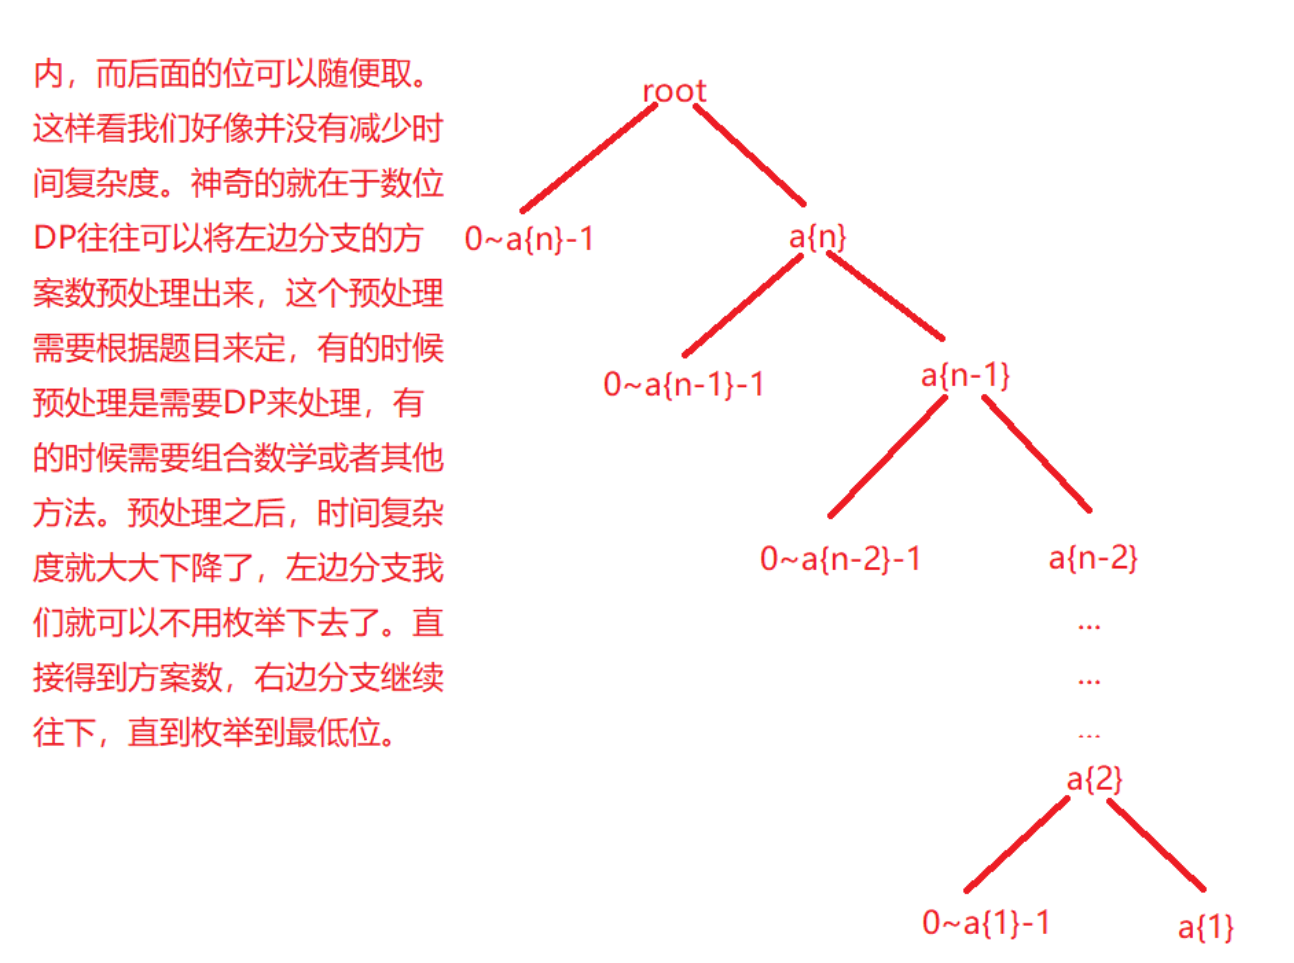 内，而后面的位可以随便取。
这样看我们好像并没有减少时
间复杂度。神奇的就在于数位
DP往往可以将左边分支的方
案数预处理出来，这个预处理
需要根据题目来定，有的时候
预处理是需要DP来处理，有
的时候需要组合数学或者其他
方法。预处理之后，时间复杂
度就大大下降了，左边分支我
们就可以不用枚举下去了。直
接得到方案数，右边分支继续
往下，直到枚举到最低位。
root
0~a{n}-1
a{n}
0~a{n-1}-1
a{n-1}
0~a{n-2}-1
a{n-2}
...
...
...
a{2}
0~a{1}-1
a{1}